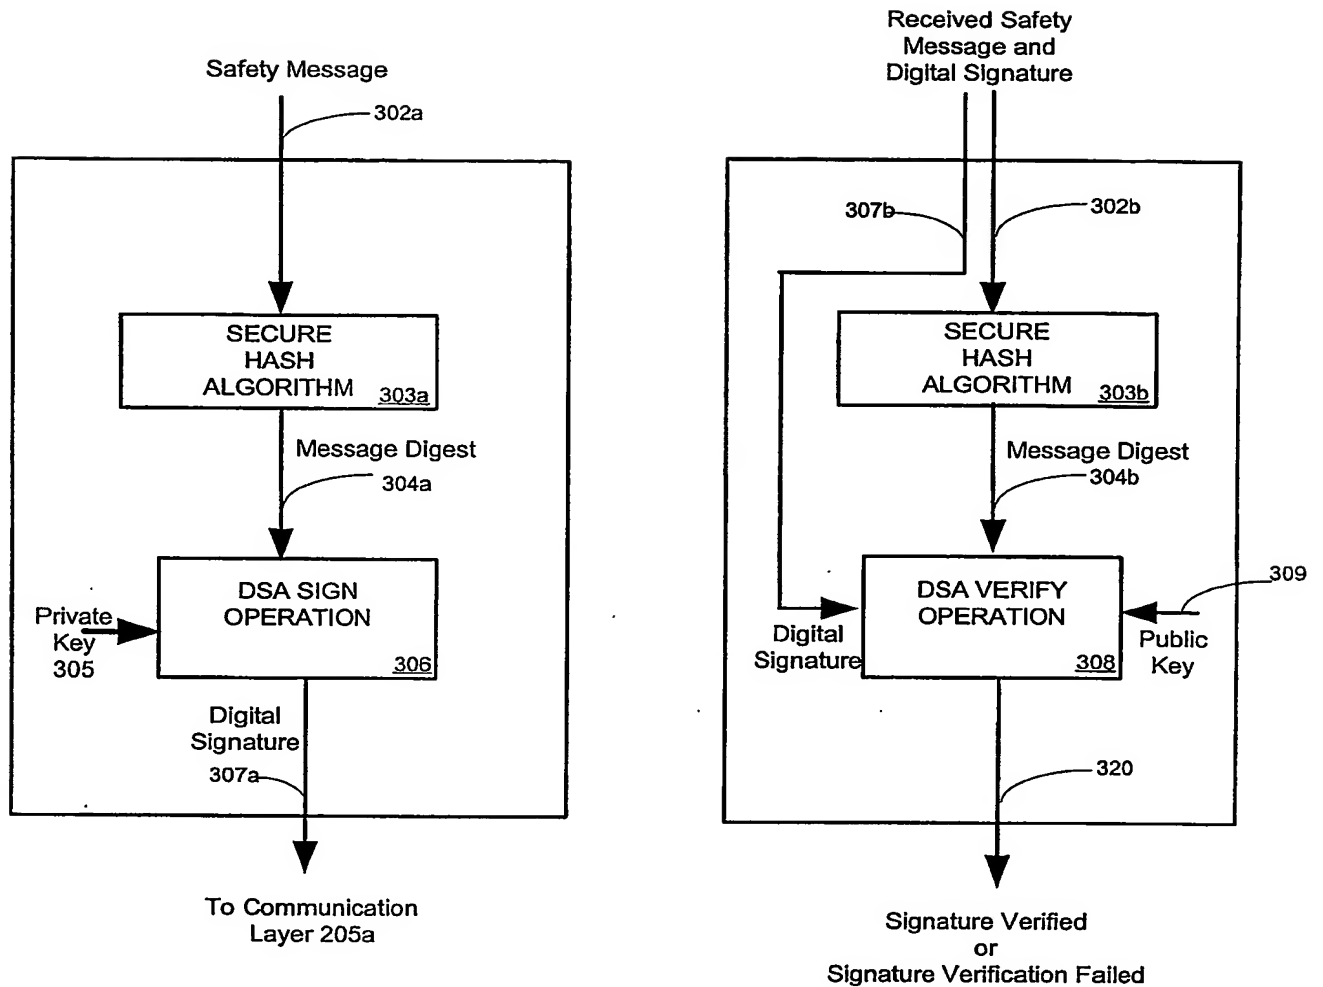 Safety Message
302a
SECURE
HASH
ALGORITHM
303a
Message Digest
304a
DSA SIGN
OPERATION
306
Private
Key
305
Digital
Signature
307a
To Communication
Layer 205a
Received Safety
Message and
Digital Signature
307b
302b
SECURE
HASH
ALGORITHM
303b
Message Digest
304b
DSA VERIFY
OPERATION
308
309
Public
Key
Digital
Signature
320
Signature Verified
or
Signature Verification Failed